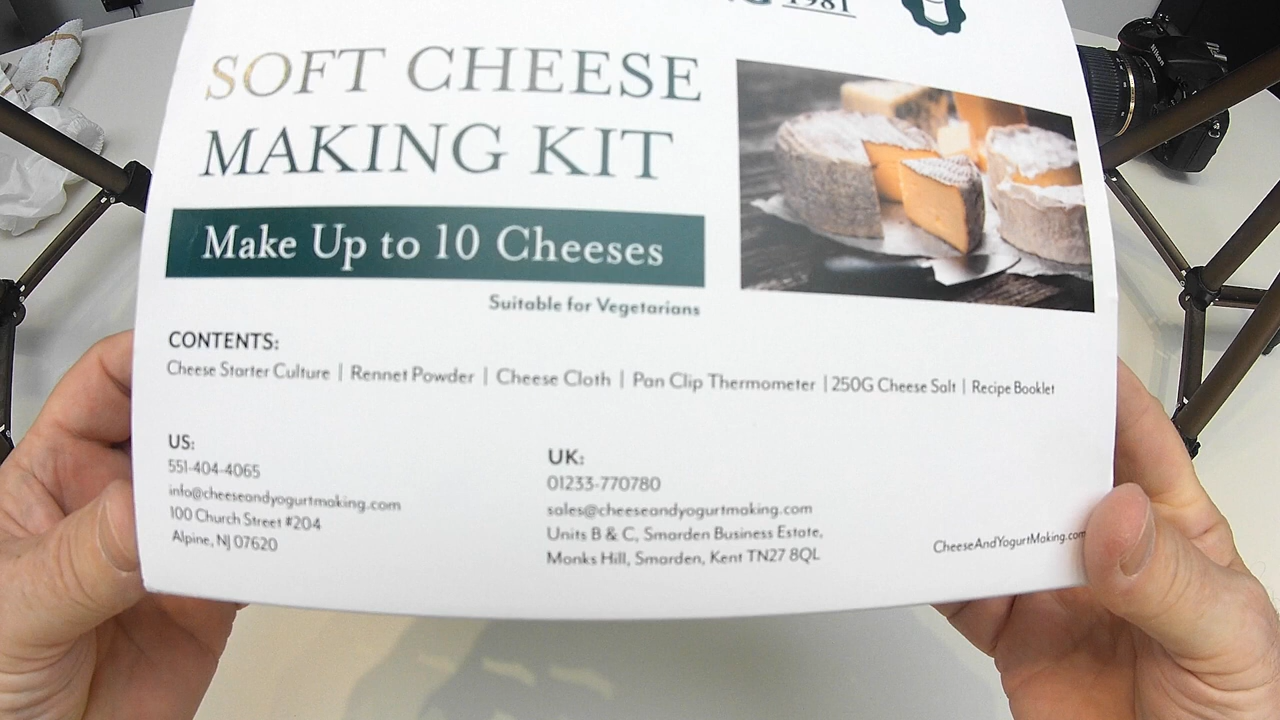 1981
SOFT CHEESE
MAKING KIT
Make Up to 10 Cheeses
Suitable for Vegetarians
CONTENTS:
Cheese Starter Culture | Rennet Powder | Cheese Cloth | Pan Clip Thermometer | 250G Cheese Salt | Recipe Booklet
US:
551-404-4065
info@cheeseandyogurtmaking.com
100 Church Street #204
Alpine, NJ 07620
UK:
01233-770780
sales@cheeseandyogurtmaking.com
Units B & C, Smarden Business Estate,
Monks Hill, Smarden, Kent TN27 8QL
CheeseAndYogurtMaking.com
Nikon